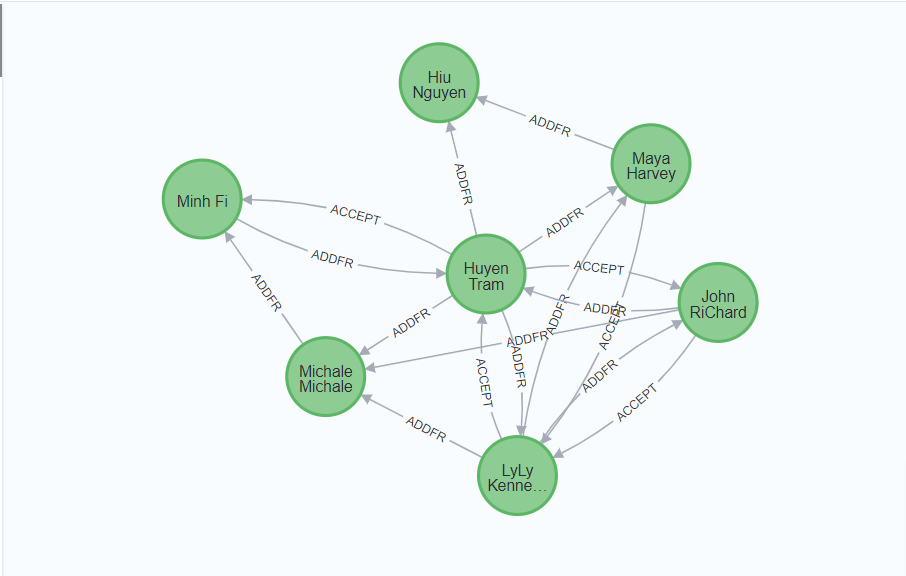 Hiu
Nguyen
ADDFR
Maya
Harvey
ADDFR
Minh Fi
ACCEPT
ADDFR
ADDFR
Huyen
Tram
ACCEPT
ADDFR
ADDFR
John
RiChard
ADDFR
ADDFR
ACCEPT
ADDFR
ADDFR
Michale
Michale
ACCEPT
ADDFR
ADDFR
ACCEPT
ADDFR
LyLy
Kenne…